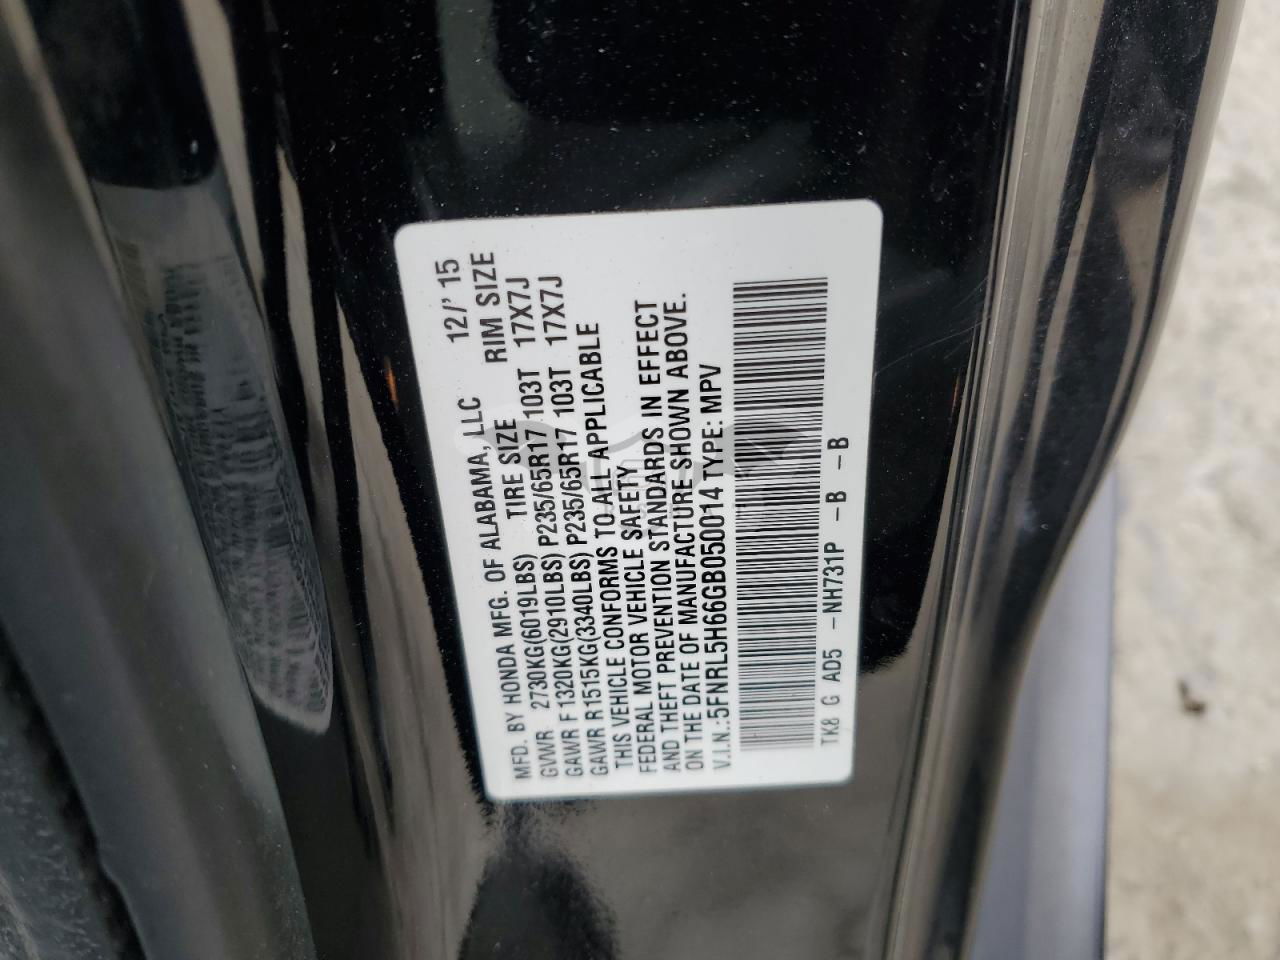 MFD. BY HONDA MFG. OF ALABAMA, LLC 12/' 15
GVWR 2730KG(6019LBS) TIRE SIZE RIM SIZE
GAWR F1320KG(2910LBS) P235/65R17 103T 17X7J
GAWR R1515KG(3340LBS) P235/65R17 103T 17X7J
THIS VEHICLE CONFORMS TO ALL APPLICABLE
FEDERAL MOTOR VEHICLE SAFETY
AND THEFT PREVENTION STANDARDS IN EFFECT
ON THE DATE OF MANUFACTURE SHOWN ABOVE.
V.I.N.:5FNRL5H66GB050014 TYPE: MPV
TK8 G AD5 -NH731P -B -B